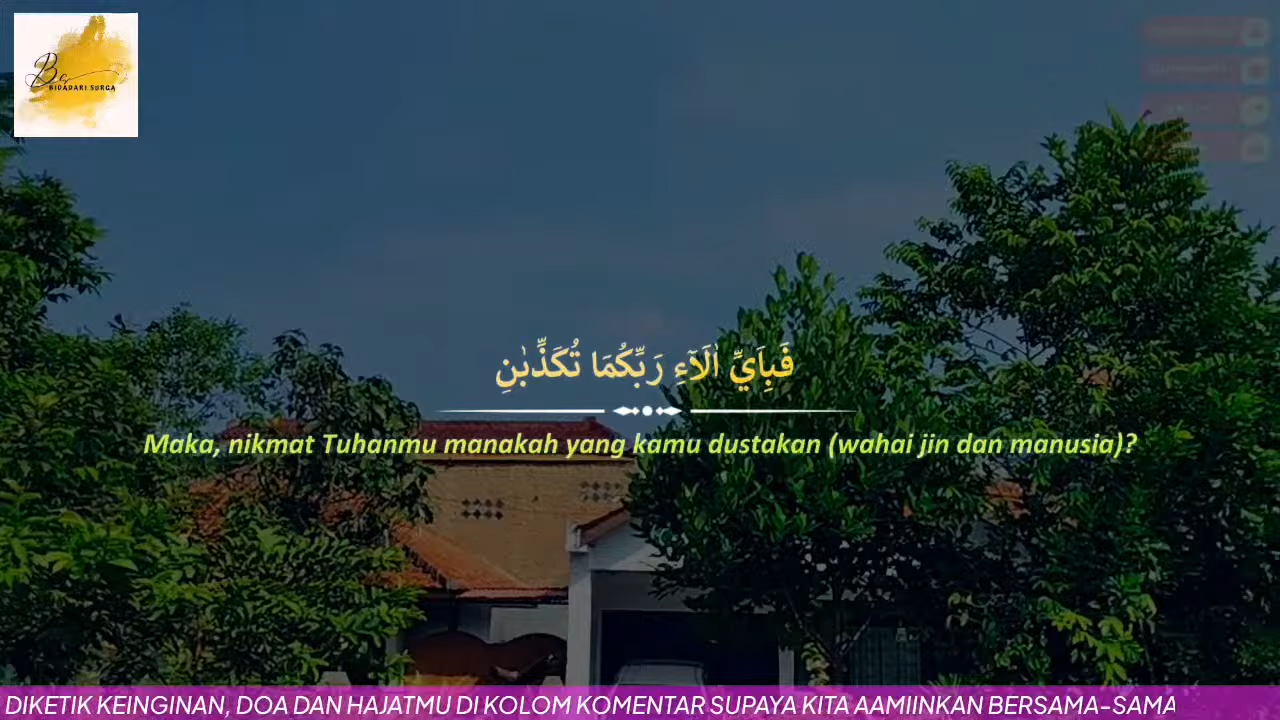 Bs
BIDADARI SURGA
فَبِاَيِّ اٰلَاۤءِ رَبِّكُمَا تُكَذِّبٰنِ
Maka, nikmat Tuhanmu manakah yang kamu dustakan (wahai jin dan manusia)?
DIKETIK KEINGINAN, DOA DAN HAJATMU DI KOLOM KOMENTAR SUPAYA KITA AAMIINKAN BERSAMA-SAMA